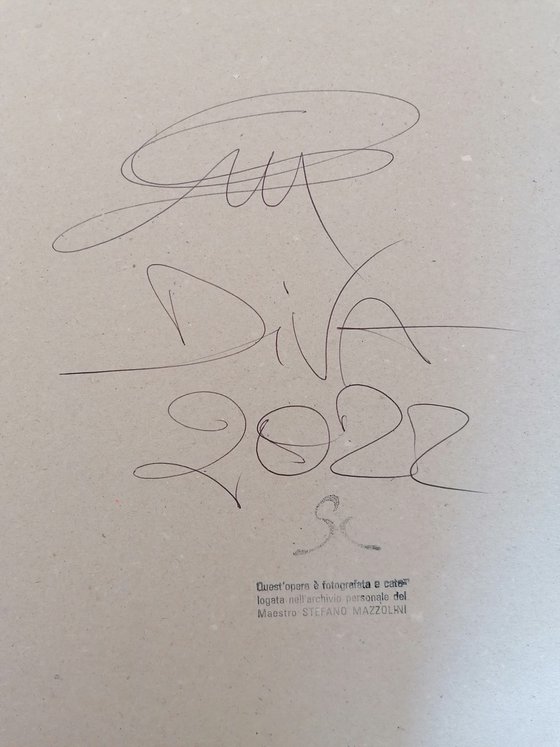 DiVA
2022
Quest'opera è fotografata e cata-
logata nell'archivio personale del
Maestro STEFANO MAZZOLINI